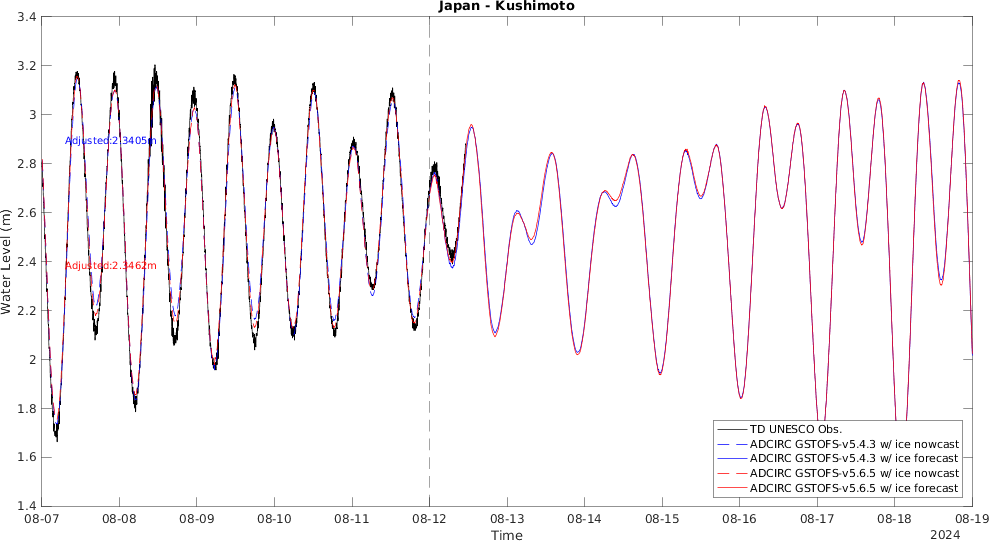 Japan - Kushimoto
Water Level (m)
3.4
3.2
3
2.8
2.6
2.4
2.2
2
1.8
1.6
1.4
Adjusted:2.3405m
Adjusted:2.3462m
TD UNESCO Obs.
ADCIRC GSTOFS-v5.4.3 w/ ice nowcast
ADCIRC GSTOFS-v5.4.3 w/ ice forecast
ADCIRC GSTOFS-v5.6.5 w/ ice nowcast
ADCIRC GSTOFS-v5.6.5 w/ ice forecast
08-07 08-08 08-09 08-10 08-11 08-12 08-13 08-14 08-15 08-16 08-17 08-18 08-19
Time
2024